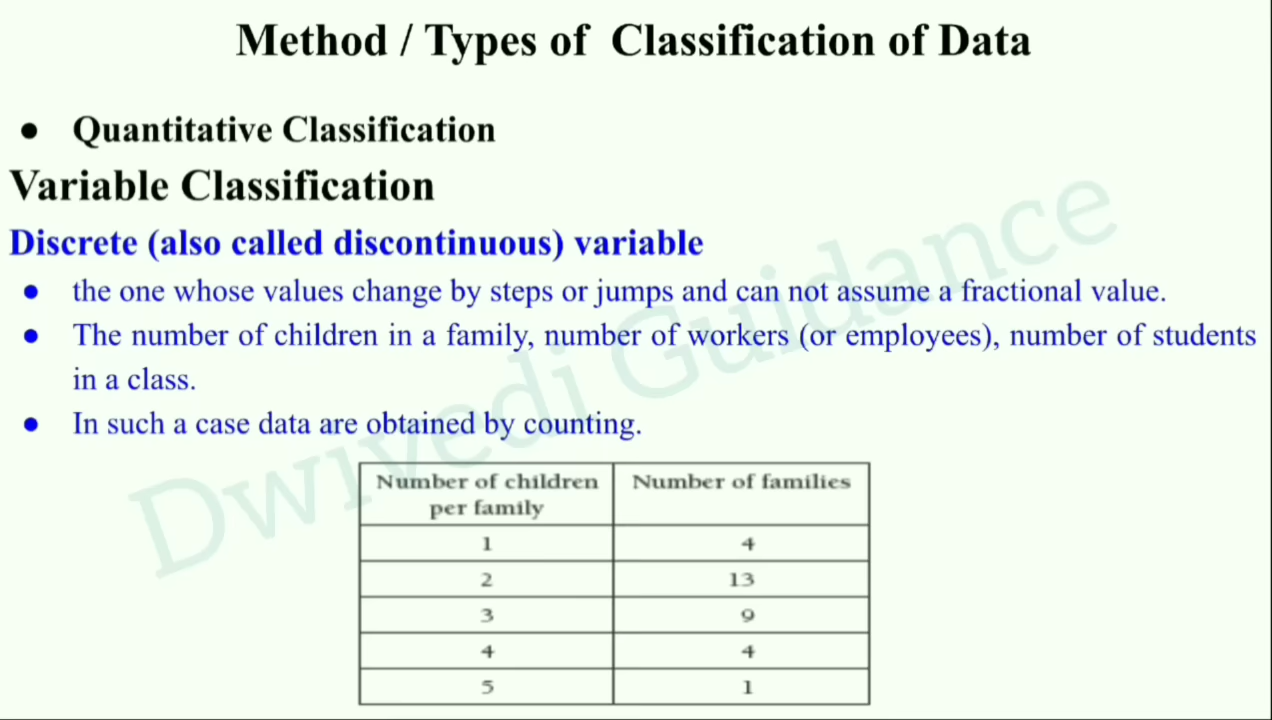 Method / Types of Classification of Data
● Quantitative Classification
Variable Classification
Discrete (also called discontinuous) variable
● the one whose values change by steps or jumps and can not assume a fractional value.
● The number of children in a family, number of workers (or employees), number of students
in a class.
● In such a case data are obtained by counting.
Dwivedi Guidance
Number of children Number of families
per family
1 4
2 13
3 9
4 4
5 1